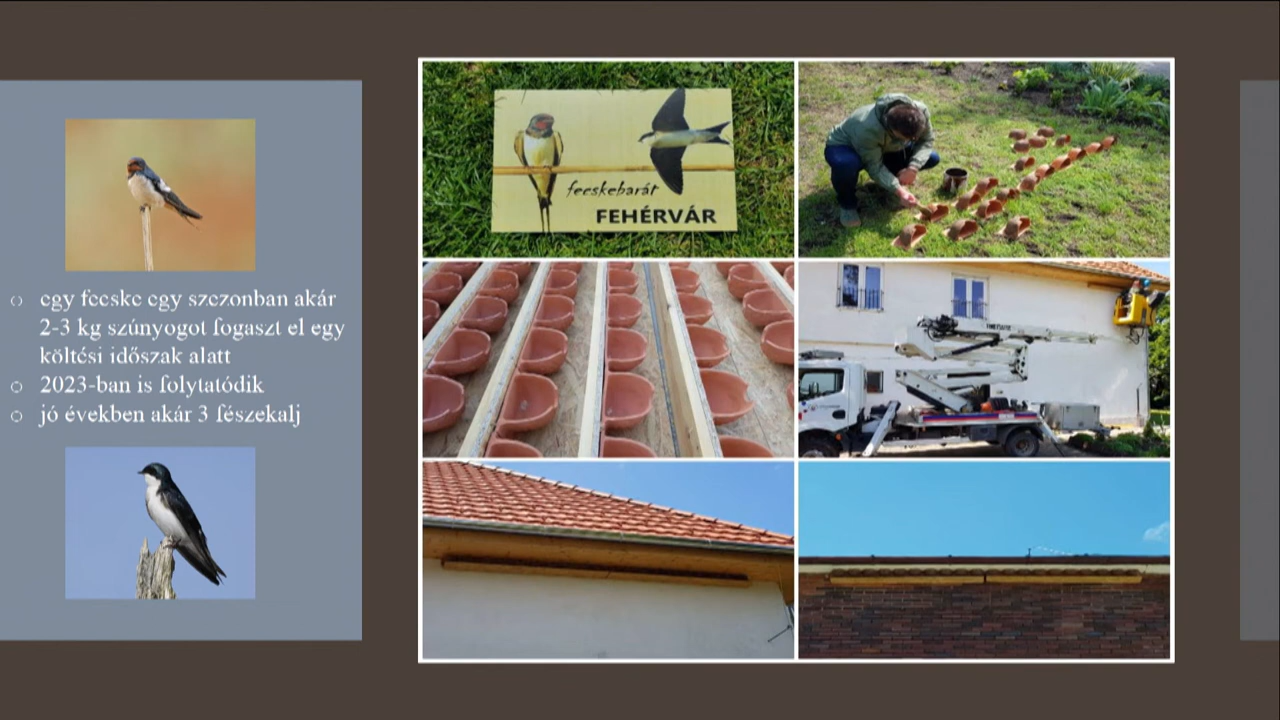 egy fecske egy szezonban akár
2-3 kg szúnyogot fogaszt el egy
költési időszak alatt
2023-ban is folytatódik
jó években akár 3 fészekalj
fecskebarát
FEHÉRVÁR